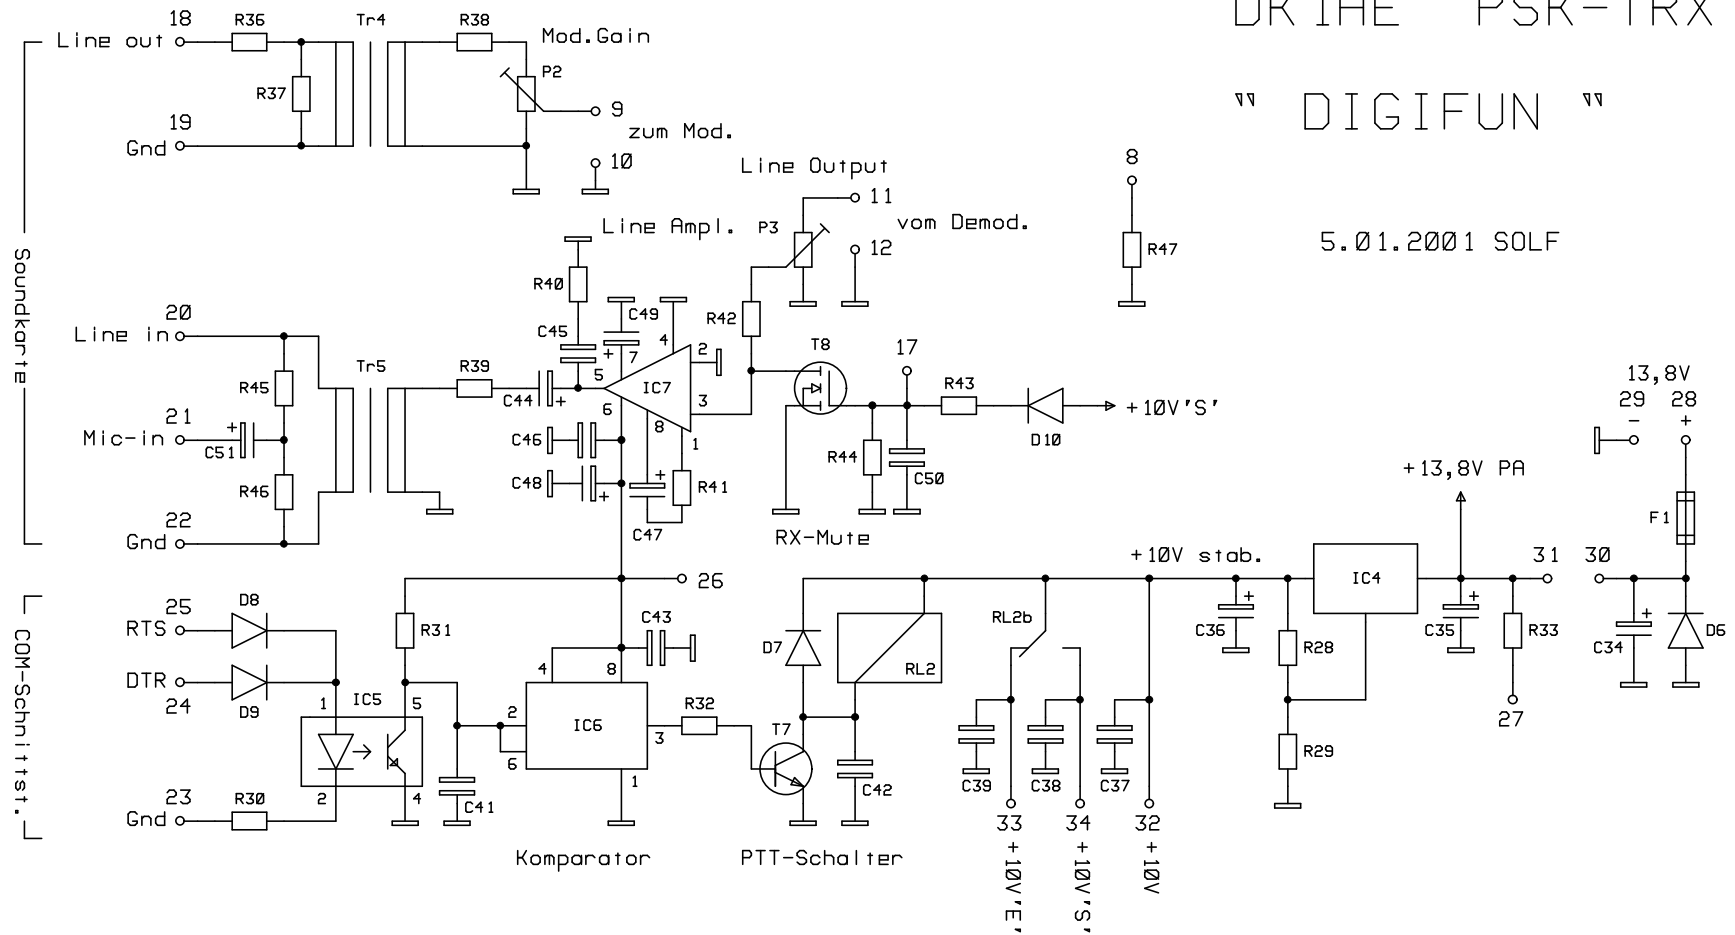 DK1HE PSK-TRX
" DIGIFUN "
5.01.2001 SOLF
18
Line out
R36
Tr4
R38
Mod.Gain
P2
R37
9
19
Gnd
zum Mod.
10
Line Output
11
8
Line Ampl.
P3
vom Demod.
12
R47
Soundkarte
R40
C49
R42
20
Line in
C45
+
7
4
2
T8
17
Tr5
R39
5
IC7
R43
13,8V
R45
C44
+
6
3
+10V'S'
29
28
21
Mic-in
+
C51
8
1
D10
-
+
C46
R44
C50
+13,8V PA
R46
C48
+
+
R41
F1
22
Gnd
C47
RX-Mute
+10V stab.
31
30
26
IC4
25
RTS
D8
R31
C43
RL2b
D7
RL2
C36
+
R28
C35
+
R33
C34
+
D6
COM-Schnittst.
DTR
24
D9
4
8
IC5
1
5
R32
2
IC6
3
T7
27
6
1
R29
2
4
C41
C42
C39
C38
C37
23
Gnd
R30
33
34
32
+10V'E'
+10V'S'
+10V
Komparator
PTT-Schalter